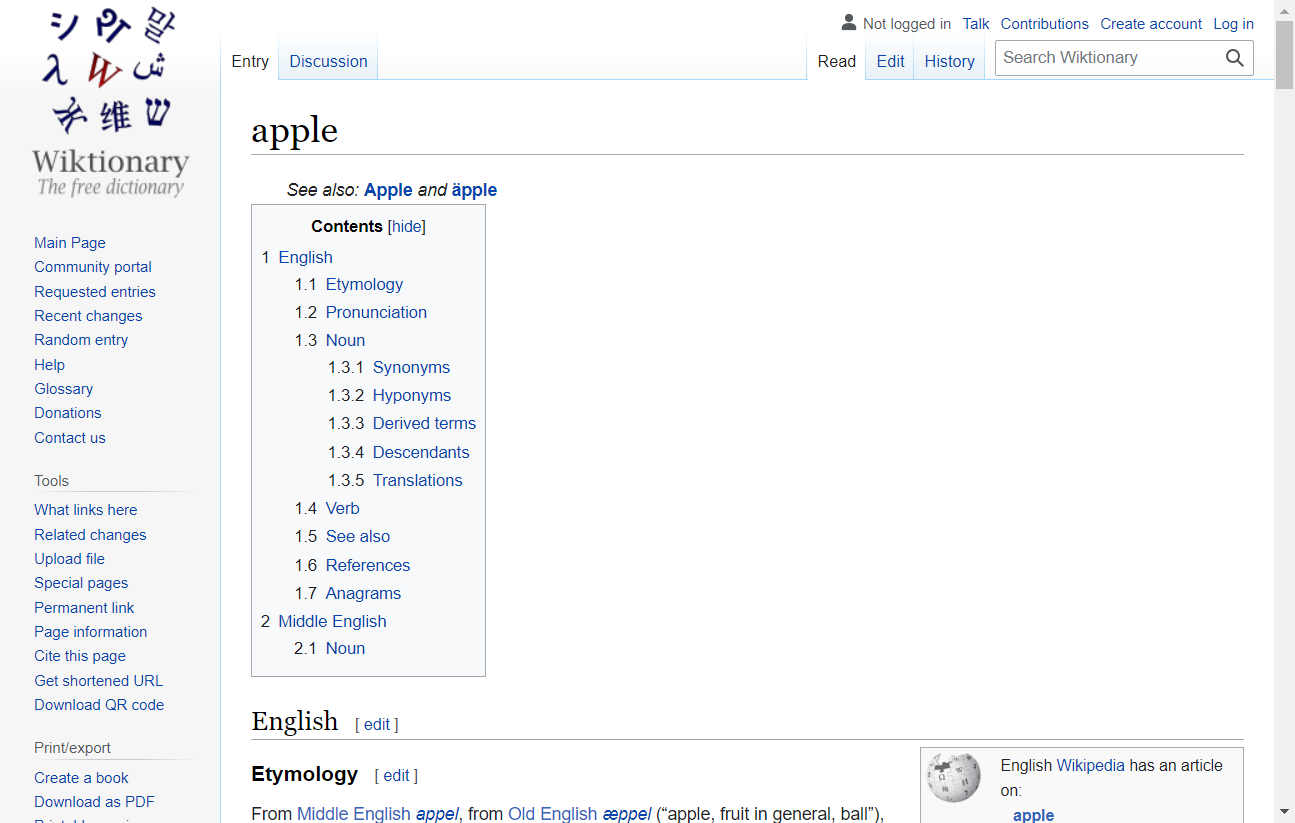 Wiktionary
The free dictionary
Main Page
Community portal
Requested entries
Recent changes
Random entry
Help
Glossary
Donations
Contact us
Tools
What links here
Related changes
Upload file
Special pages
Permanent link
Page information
Cite this page
Get shortened URL
Download QR code
Print/export
Create a book
Download as PDF
Not logged in Talk Contributions Create account Log in
Entry Discussion Read Edit History Search Wiktionary
apple
See also: Apple and äpple
Contents [hide]
1 English
1.1 Etymology
1.2 Pronunciation
1.3 Noun
1.3.1 Synonyms
1.3.2 Hyponyms
1.3.3 Derived terms
1.3.4 Descendants
1.3.5 Translations
1.4 Verb
1.5 See also
1.6 References
1.7 Anagrams
2 Middle English
2.1 Noun
English [ edit ]
Etymology [ edit ]
From Middle English appel, from Old English æppel (“apple, fruit in general, ball”),
English Wikipedia has an article
on:
apple